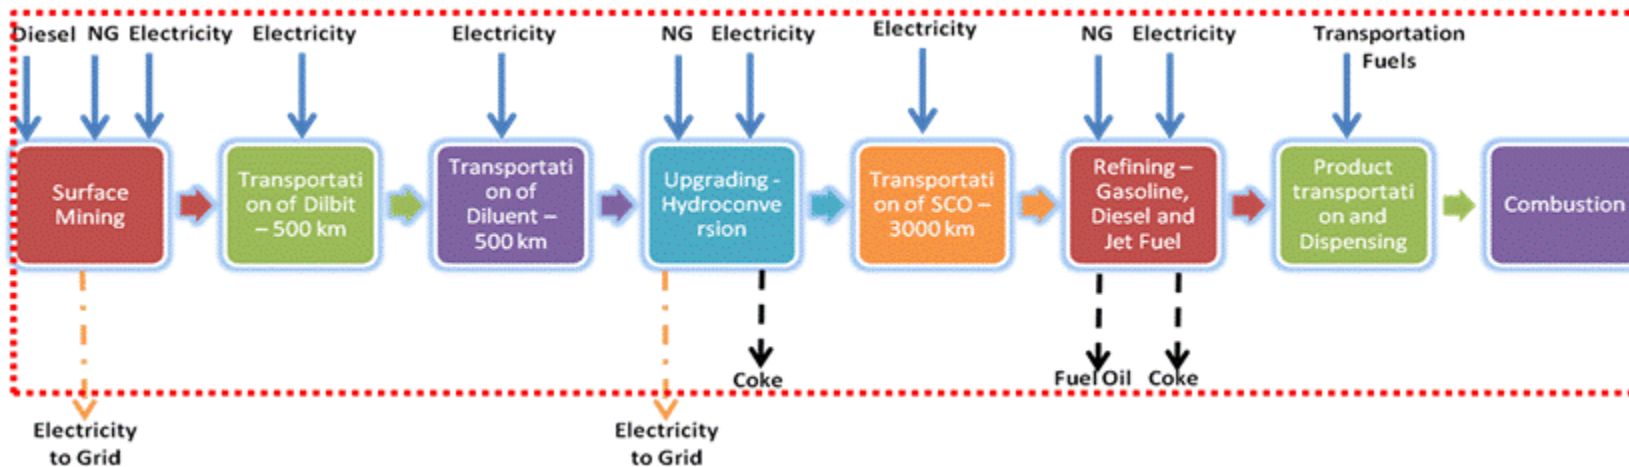 Diesel NG Electricity Electricity Electricity NG Electricity Electricity NG Electricity Transportation
Fuels
Surface
Mining
Transportati
on of Dilbit
– 500 km
Transportati
on of
Diluent –
500 km
Upgrading -
Hydroconve
rsion
Transportati
on of SCO –
3000 km
Refining –
Gasoline,
Diesel and
Jet Fuel
Product
transportati
on and
Dispensing
Combustion
Coke
Fuel Oil Coke
Electricity
to Grid
Electricity
to Grid